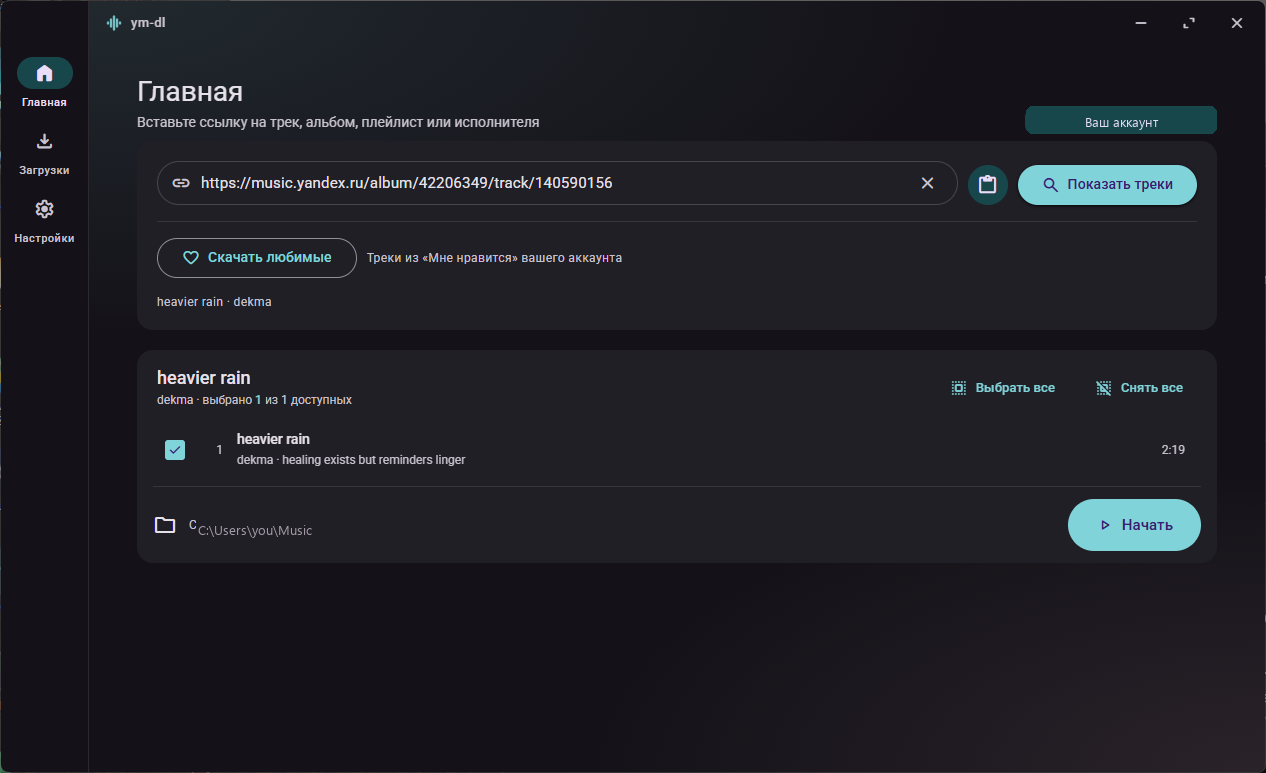 ym-dl
Главная
Загрузки
Настройки
Главная
Вставьте ссылку на трек, альбом, плейлист или исполнителя
Ваш аккаунт
https://music.yandex.ru/album/42206349/track/140590156
Показать треки
Скачать любимые
Треки из «Мне нравится» вашего аккаунта
heavier rain · dekma
heavier rain
dekma · выбрано 1 из 1 доступных
Выбрать все
Снять все
1
heavier rain
2:19
dekma · healing exists but reminders linger
C C:\Users\you\Music
Начать